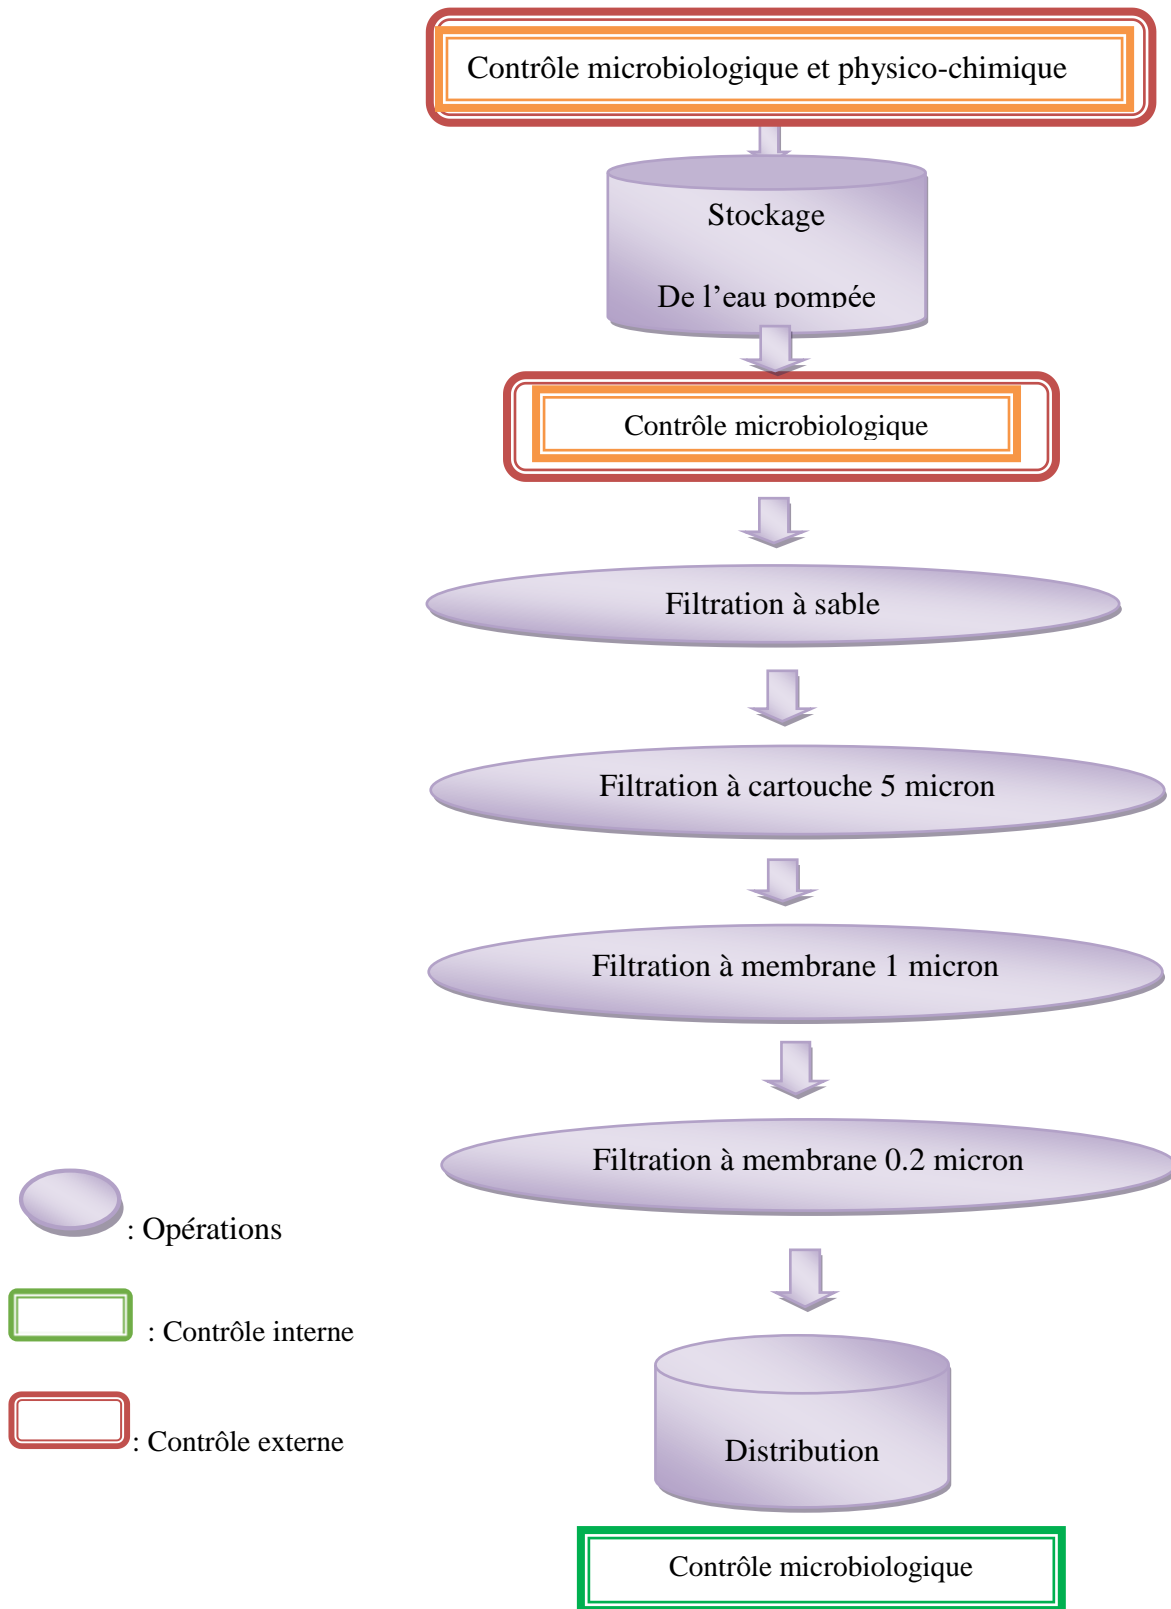 Contrôle microbiologique et physico-chimique
Stockage
De l’eau pompée
Contrôle microbiologique
Filtration à sable
Filtration à cartouche 5 micron
Filtration à membrane 1 micron
Filtration à membrane 0.2 micron
: Opérations
: Contrôle interne
: Contrôle externe
Distribution
Contrôle microbiologique